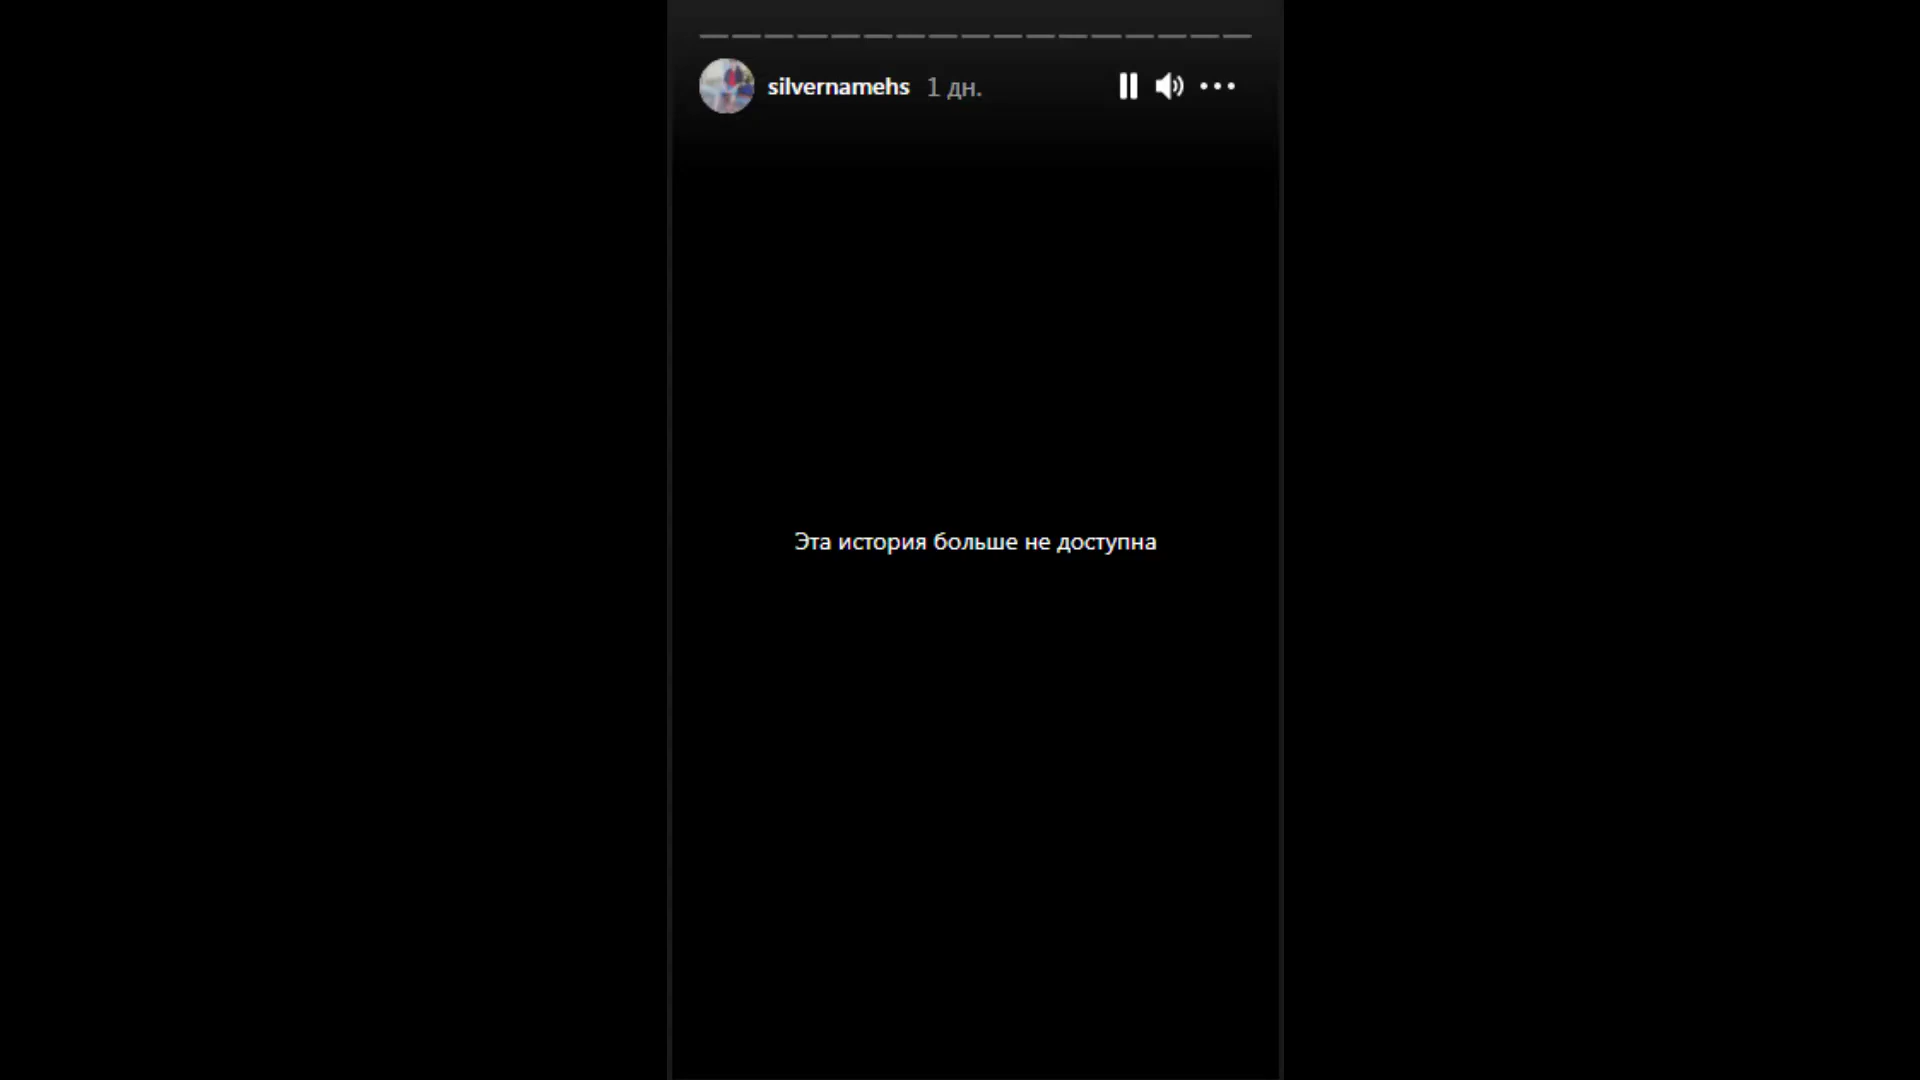 silvernamehs 1 дн.
Эта история больше не доступна